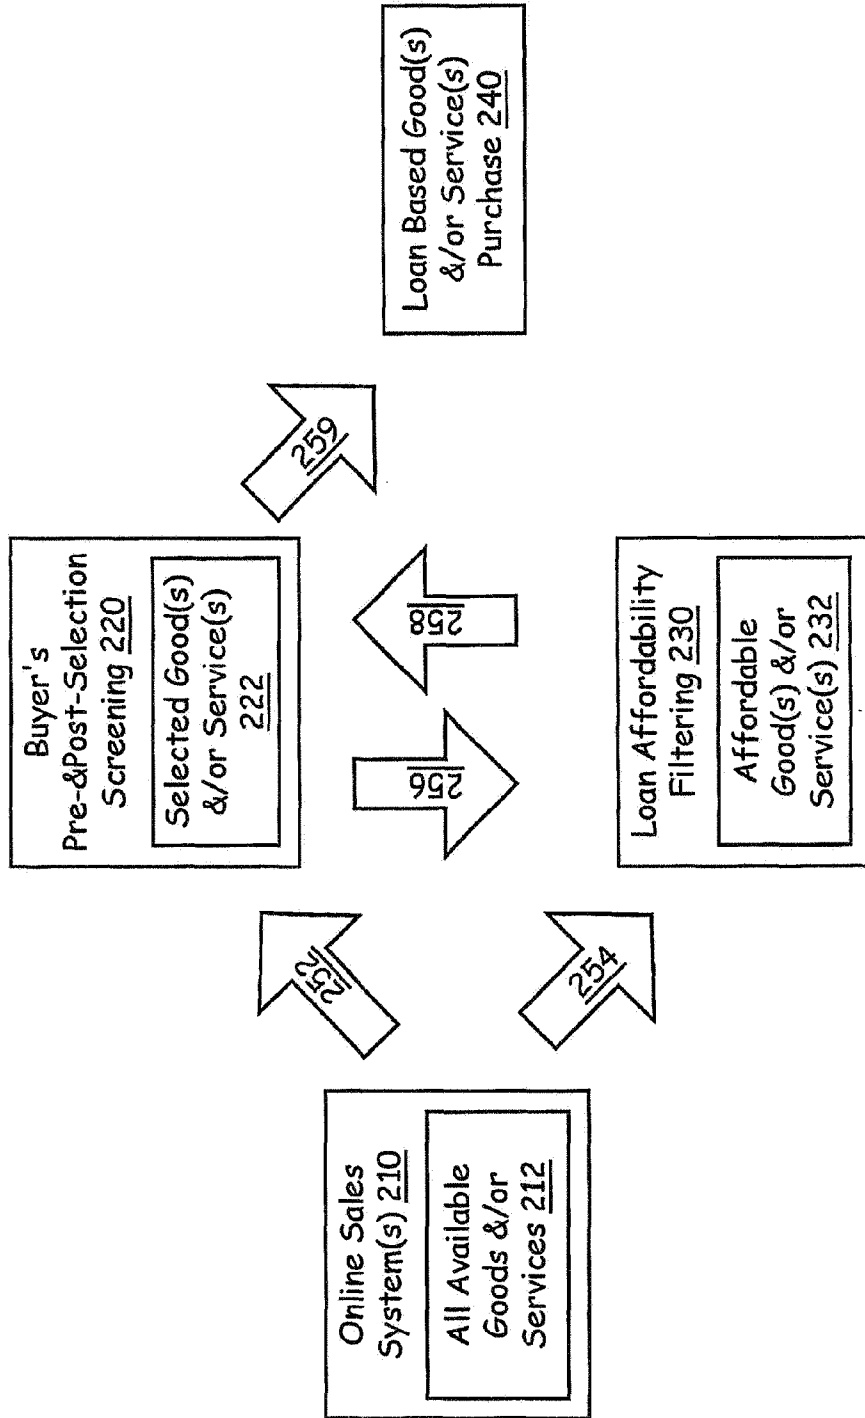 Online Sales
System(s) 210
All Available
Goods &/or
Services 212
252
254
Buyer's
Pre-&Post-Selection
Screening 220
Selected Good(s)
&/or Service(s)
222
256
258
Loan Affordability
Filtering 230
Affordable
Good(s) &/or
Service(s) 232
259
Loan Based Good(s)
&/or Service(s)
Purchase 240